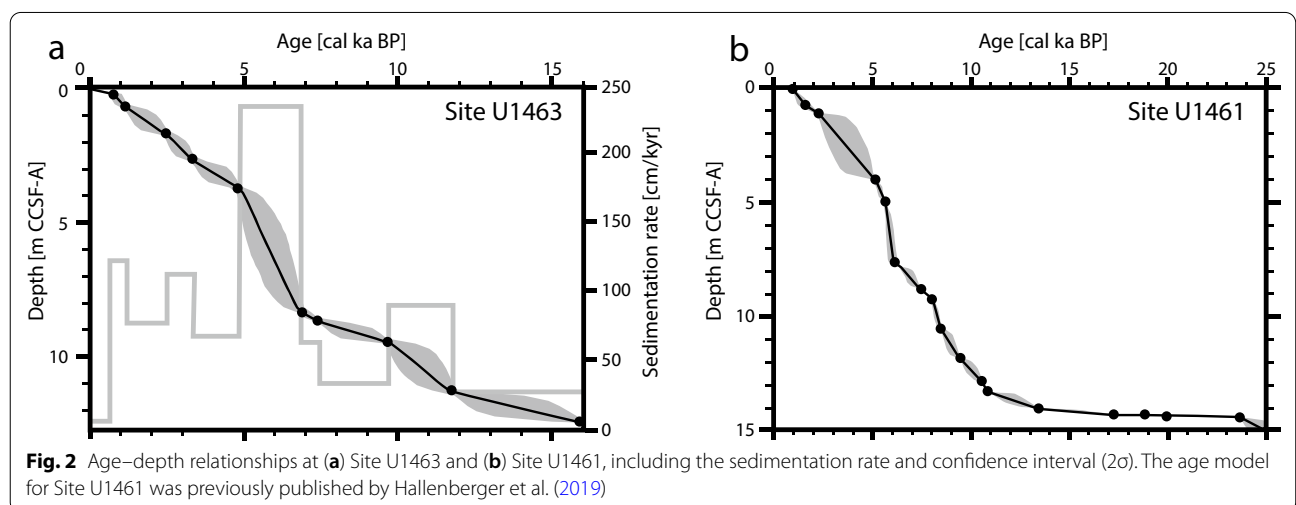 a
Age [cal ka BP]
0 5 10 15
Site U1463
0
5
10
Depth [m CCSF-A]
250
200
150
100
50
0
Sedimentation rate [cm/kyr]
b
Age [cal ka BP]
0 5 10 15 20 25
Site U1461
0
5
10
15
Depth [m CCSF-A]
Fig. 2 Age–depth relationships at (a) Site U1463 and (b) Site U1461, including the sedimentation rate and confidence interval (2σ). The age model
for Site U1461 was previously published by Hallenberger et al. (2019)